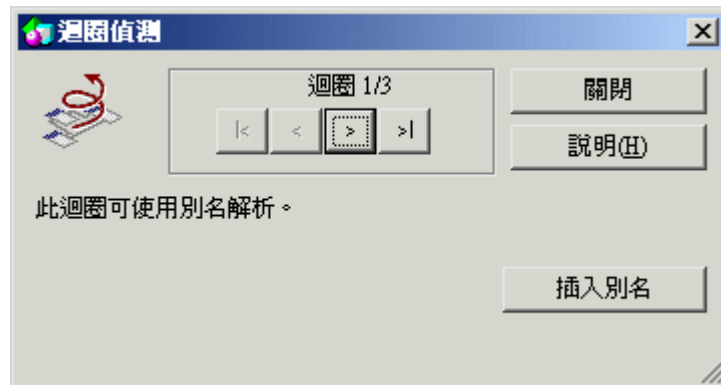 迴圈偵測
迴圈 1/3
|< < > >|
關閉
說明(H)
此迴圈可使用別名解析。
插入別名